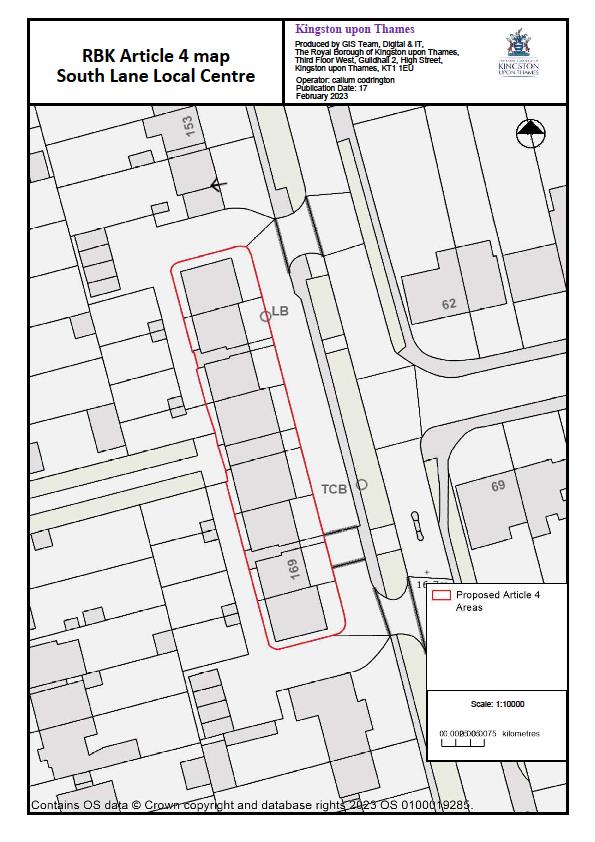 RBK Article 4 map
South Lane Local Centre
Kingston upon Thames
Produced by GIS Team, Digital & IT,
The Royal Borough of Kingston upon Thames,
Third Floor West, Guildhall 2, High Street,
Kingston upon Thames, KT1 1EU
Operator: callum codrington
Publication Date: 17
February 2023
KINGSTON
UPON THAMES
153
62
LB
TCB
69
169
Proposed Article 4
Areas
Scale: 1:10000
kilometres
Contains OS data © Crown copyright and database rights 2023 OS 0100019285.